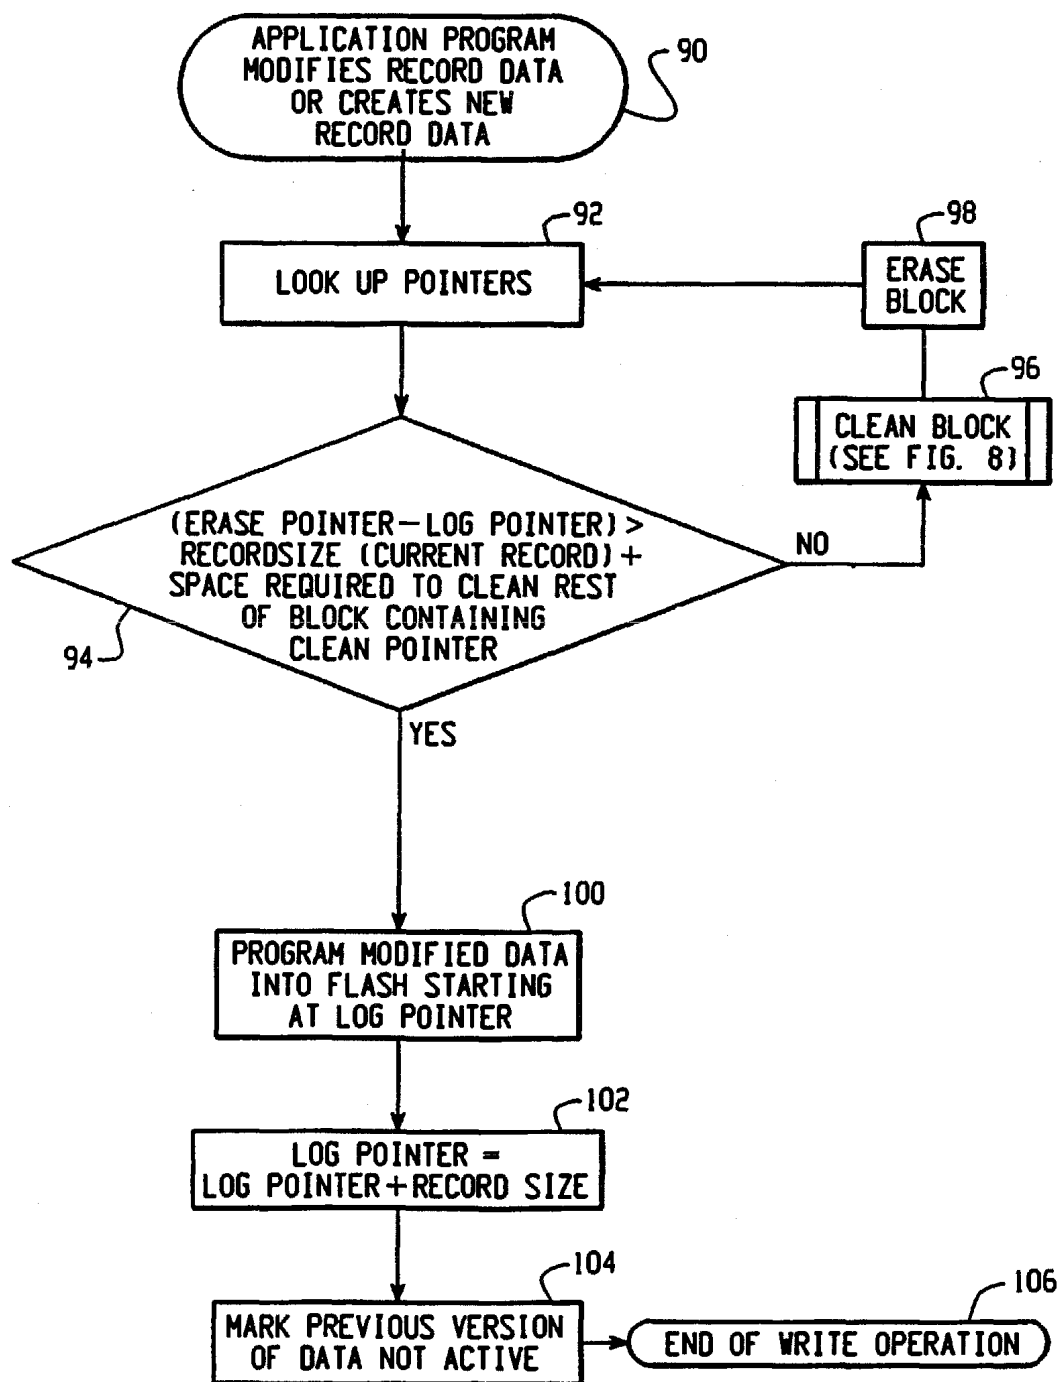 APPLICATION PROGRAM
MODIFIES RECORD DATA
OR CREATES NEW
RECORD DATA
90
92
LOOK UP POINTERS
98
ERASE
BLOCK
96
CLEAN BLOCK
(SEE FIG. 8)
(ERASE POINTER-LOG POINTER) >
RECORDSIZE (CURRENT RECORD) +
SPACE REQUIRED TO CLEAN REST
OF BLOCK CONTAINING
CLEAN POINTER
94
NO
YES
100
PROGRAM MODIFIED DATA
INTO FLASH STARTING
AT LOG POINTER
102
LOG POINTER =
LOG POINTER+RECORD SIZE
104
MARK PREVIOUS VERSION
OF DATA NOT ACTIVE
106
END OF WRITE OPERATION